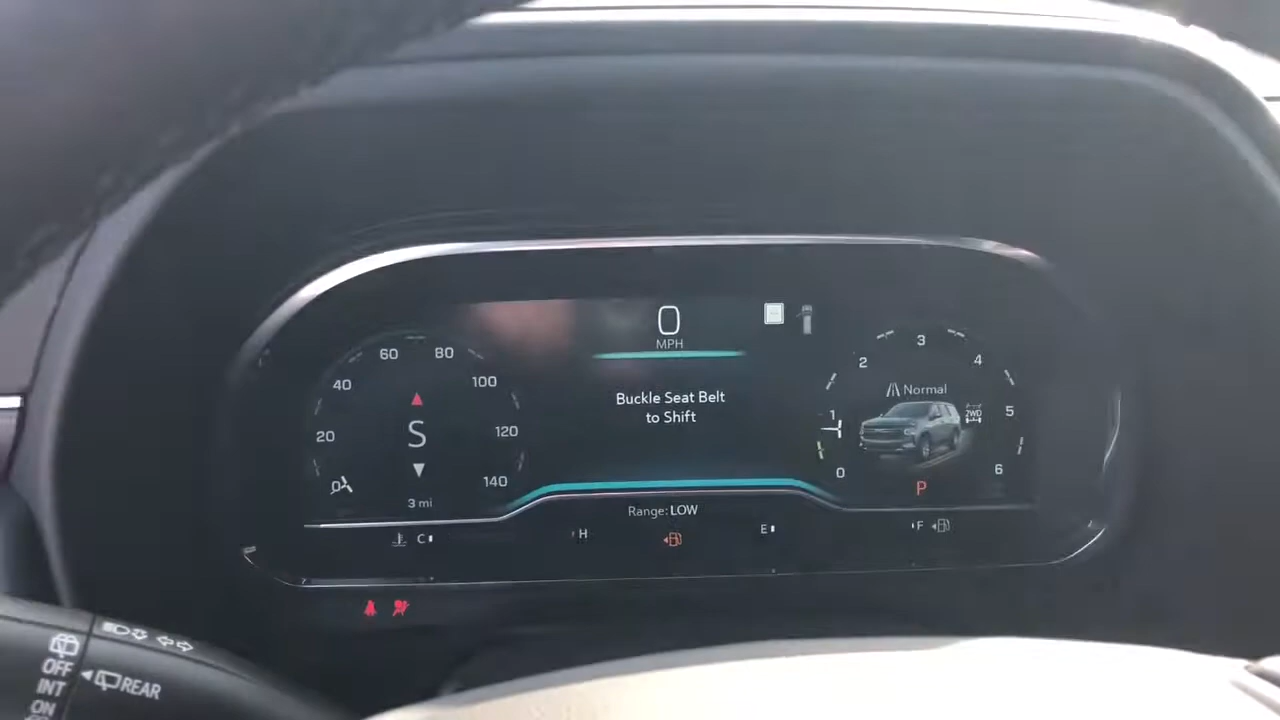 0
MPH
Buckle Seat Belt
to Shift
0
20
40
60
80
100
120
140
S
3 mi
0
1
2
3
4
5
6
Normal
2WD
P
Range: LOW
C
H
E
F
OFF
INT
ON
REAR